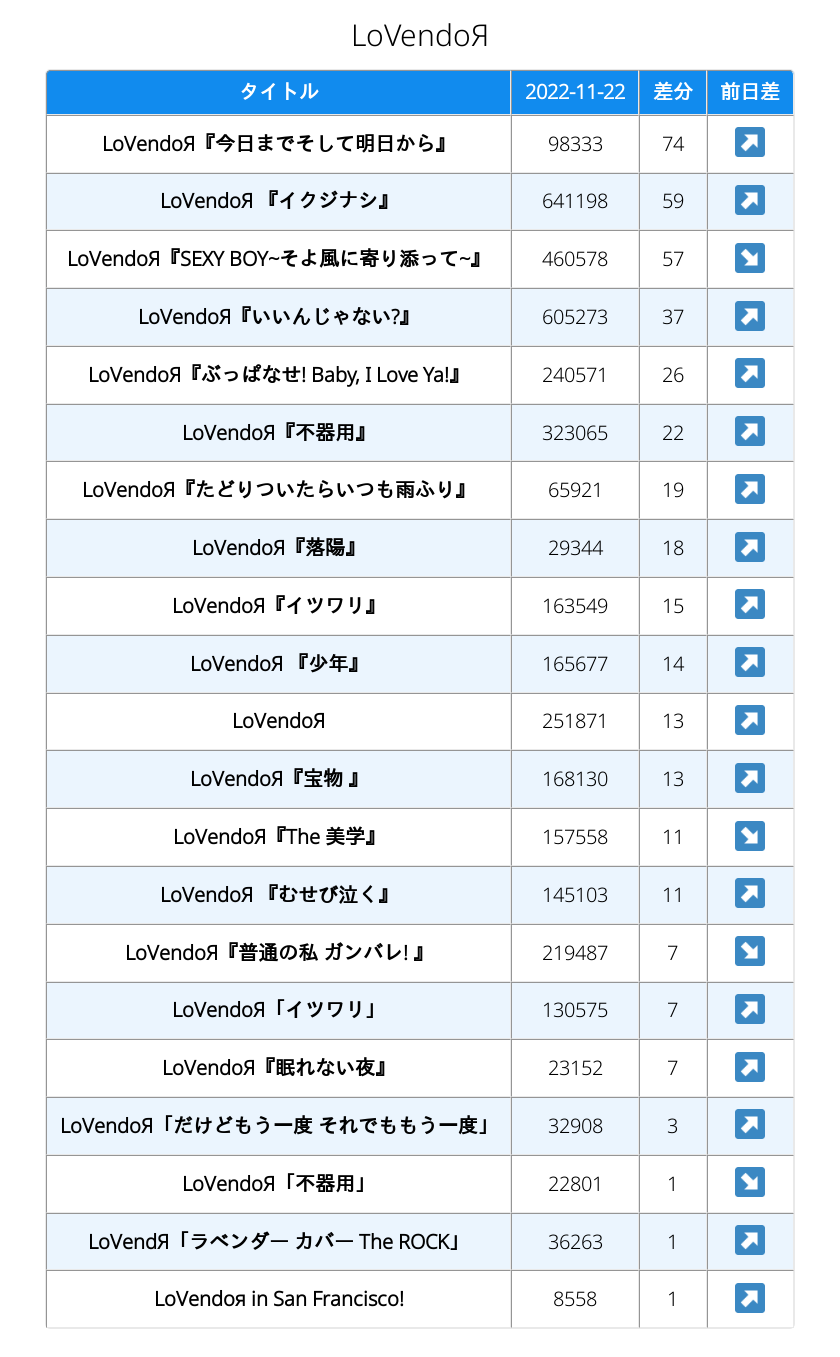 LoVendoЯ
タイトル 2022-11-22 差分 前日差
LoVendoЯ『今日までそして明日から』 98333 74
LoVendoЯ 『イクジナシ』 641198 59
LoVendoЯ『SEXY BOY~そよ風に寄り添って~』 460578 57
LoVendoЯ『いいんじゃない?』 605273 37
LoVendoЯ『ぶっぱなせ! Baby, I Love Ya!』 240571 26
LoVendoЯ『不器用』 323065 22
LoVendoЯ『たどりついたらいつも雨ふり』 65921 19
LoVendoЯ『落陽』 29344 18
LoVendoЯ『イツワリ』 163549 15
LoVendoЯ 『少年』 165677 14
LoVendoЯ 251871 13
LoVendoЯ『宝物 』 168130 13
LoVendoЯ『The 美学』 157558 11
LoVendoЯ 『むせび泣く』 145103 11
LoVendoЯ『普通の私 ガンバレ! 』 219487 7
LoVendoЯ「イツワリ」 130575 7
LoVendoЯ『眠れない夜』 23152 7
LoVendoЯ「だけどもう一度 それでももう一度」 32908 3
LoVendoЯ「不器用」 22801 1
LoVendЯ「ラベンダー カバー The ROCK」 36263 1
LoVendoя in San Francisco! 8558 1